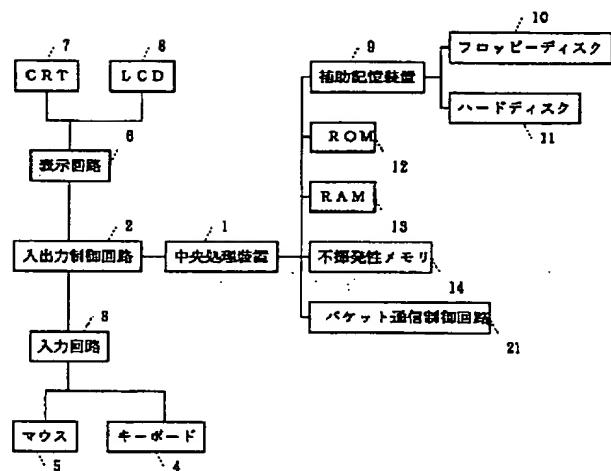 7
8
9
10
CRT
LCD
補助記憶装置
フロッピーディスク
ハードディスク
11
6
表示回路
ROM
12
RAM
13
2
1
入出力制御回路
中央処理装置
不揮発性メモリ
14
3
入力回路
パケット通信制御回路
21
マウス
キーボード
5
4